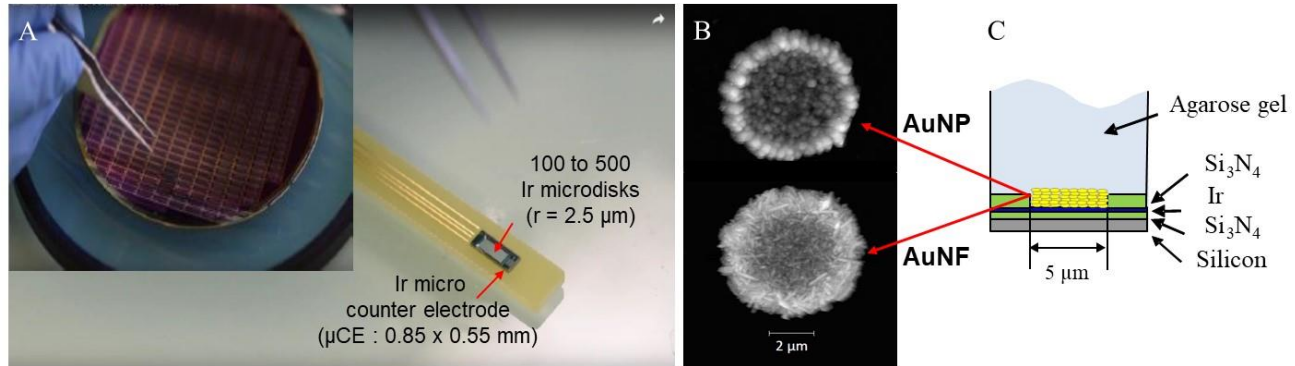 A
100 to 500
Ir microdisks
(r = 2.5 µm)
Ir micro
counter electrode
(µCE : 0.85 x 0.55 mm)
B
AuNP
AuNF
2 µm
C
Agarose gel
Si₃N₄
Ir
Si₃N₄
Silicon
5 µm